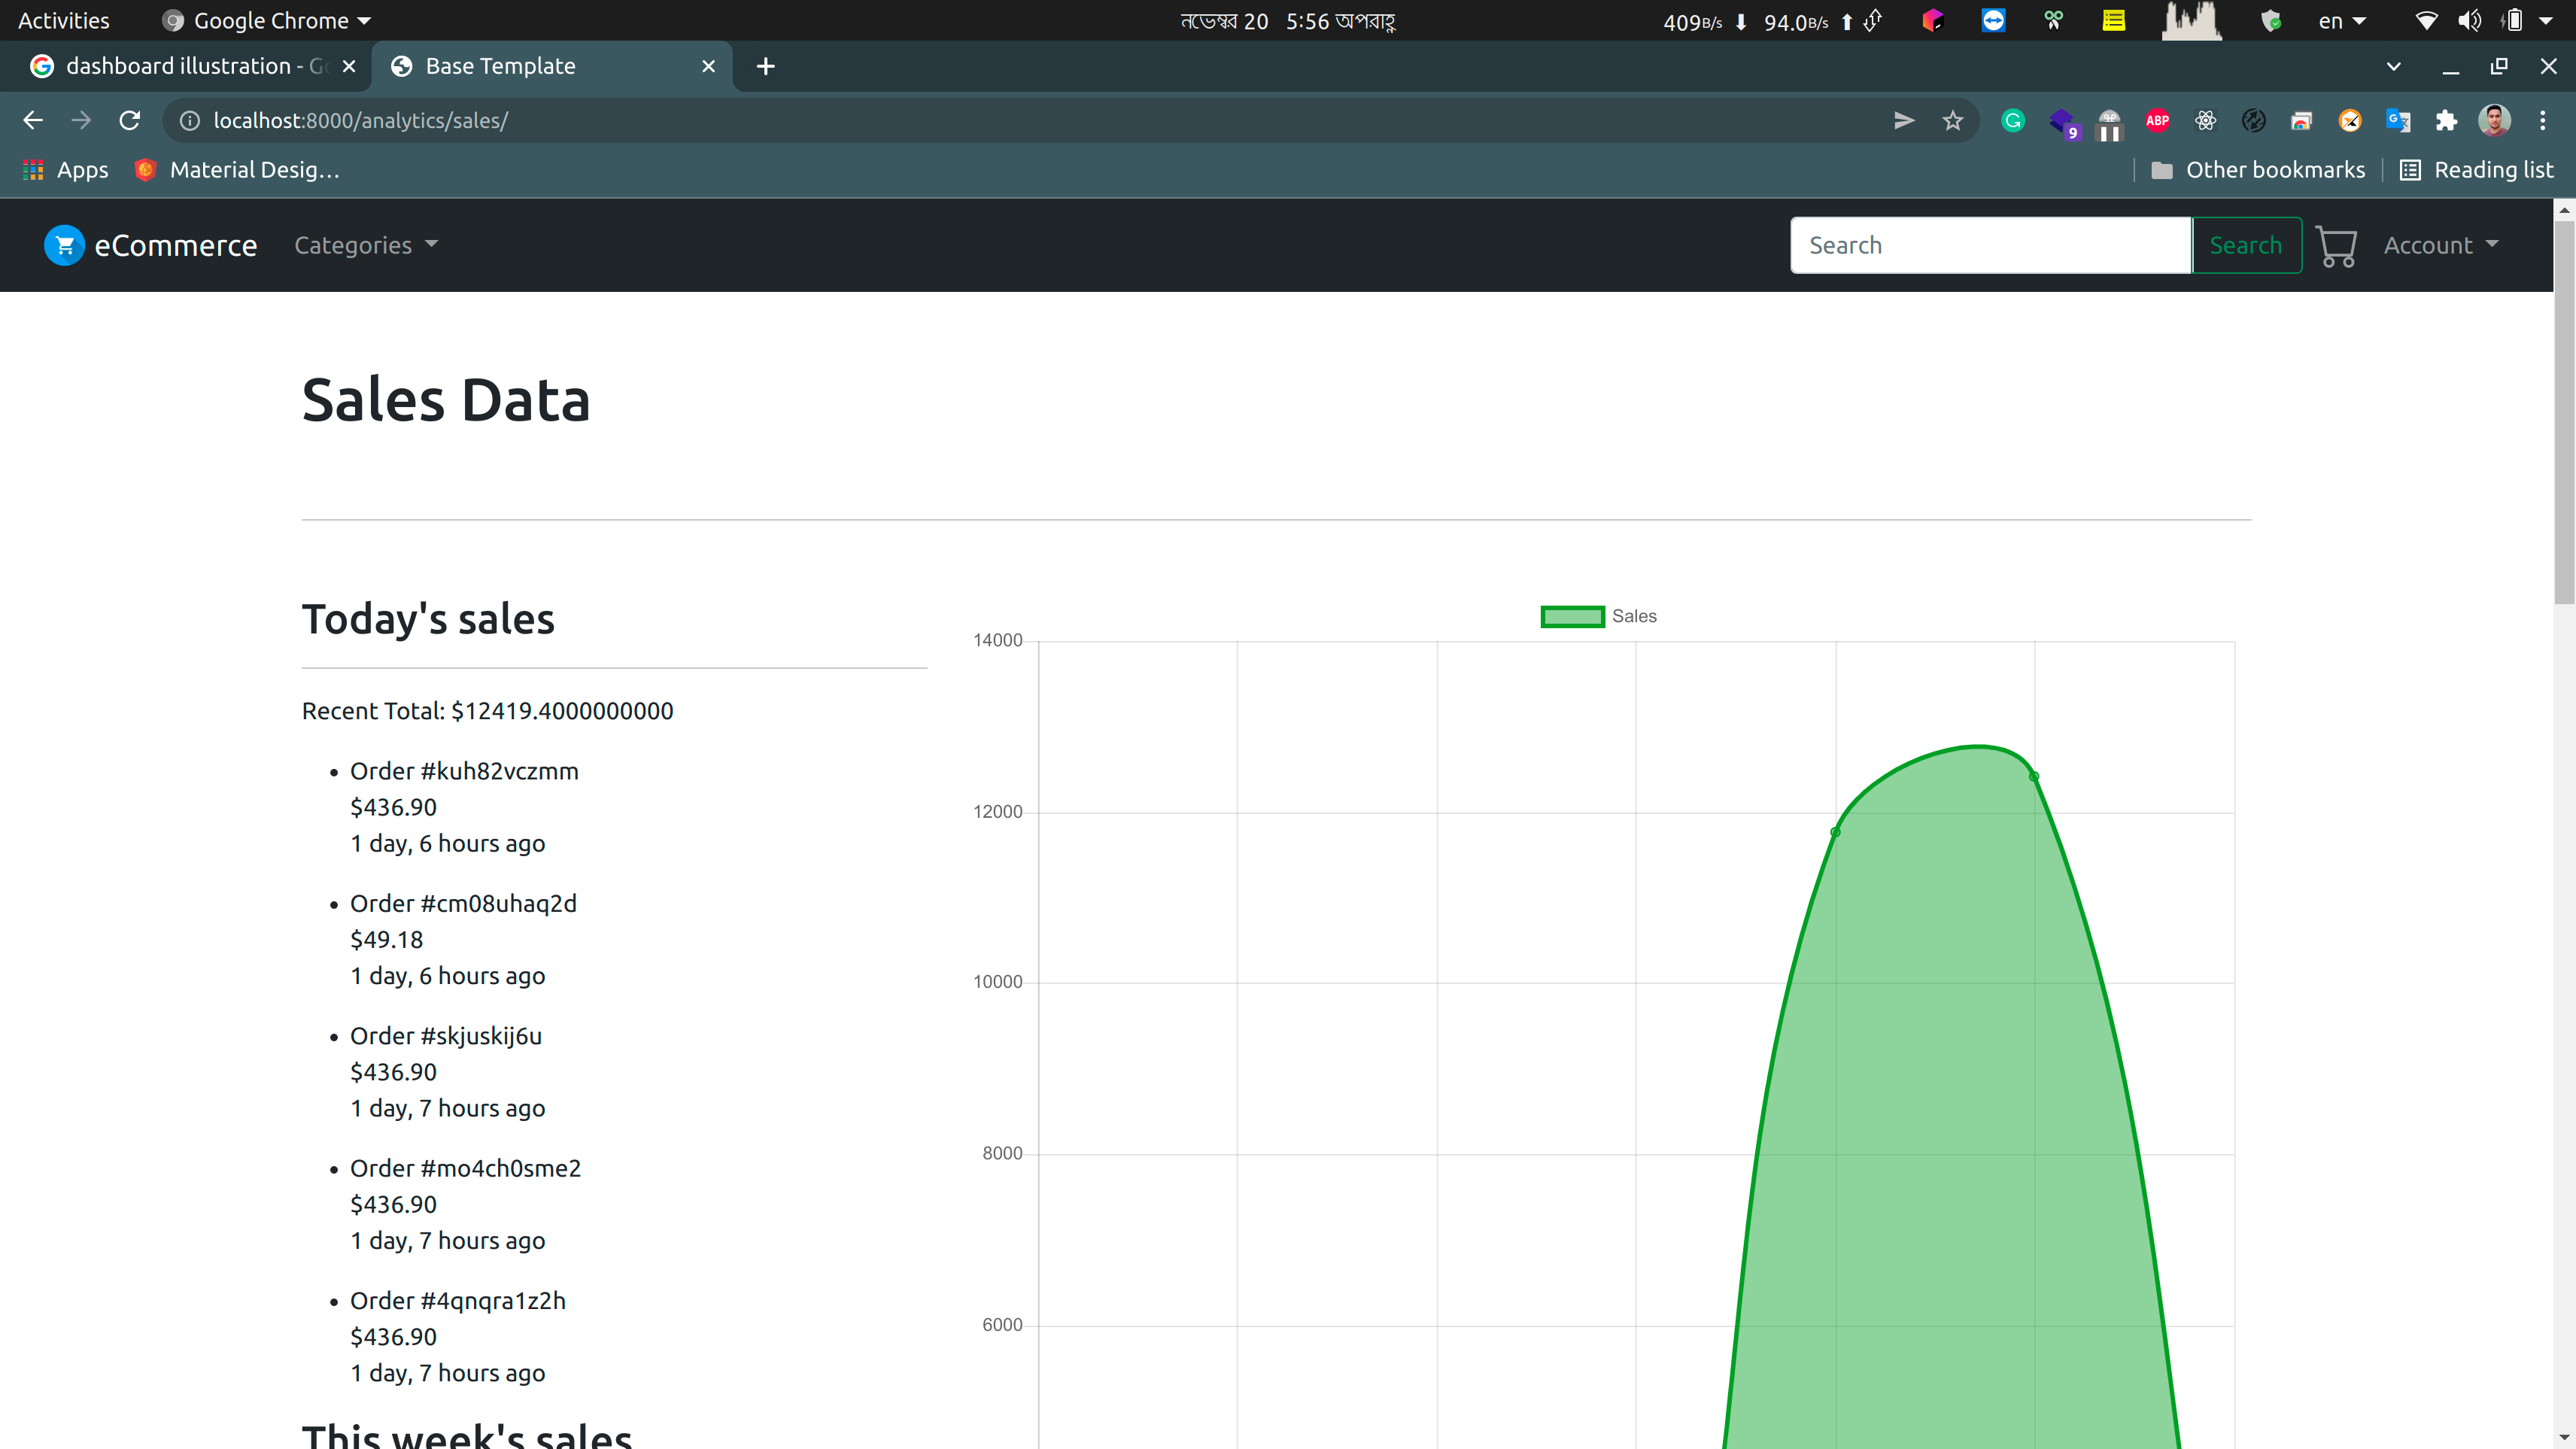 Activities Google Chrome নভেম্বর 20 5:56 অপরাহ্ণ 409B/s 94.0B/s en
dashboard illustration - Go Base Template
localhost:8000/analytics/sales/ 9 ABP
Apps Material Desig… Other bookmarks Reading list
eCommerce Categories Search Search Account
Sales Data
Today's sales
Recent Total: $12419.4000000000
Order #kuh82vczmm
$436.90
1 day, 6 hours ago
Order #cm08uhaq2d
$49.18
1 day, 6 hours ago
Order #skjuskij6u
$436.90
1 day, 7 hours ago
Order #mo4ch0sme2
$436.90
1 day, 7 hours ago
Order #4qnqra1z2h
$436.90
1 day, 7 hours ago
This week's sales
Sales
14000
12000
10000
8000
6000